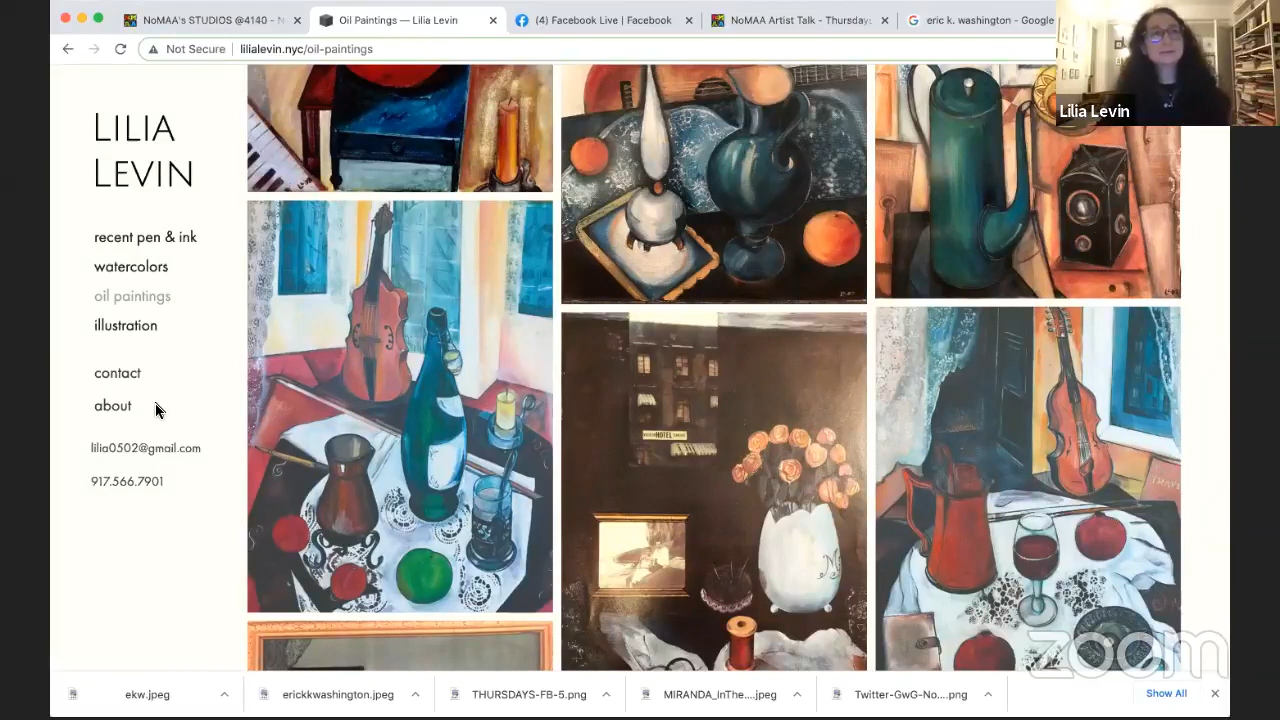 NoMAA's STUDIOS @4140 - N
Oil Paintings — Lilia Levin
(4) Facebook Live | Facebook
NoMAA Artist Talk - Thursday
eric k. washington - Google
Not Secure
lilialevin.nyc/oil-paintings
Lilia Levin
LILIA
LEVIN
recent pen & ink
watercolors
oil paintings
illustration
contact
about
lilia0502@gmail.com
917.566.7901
HOTEL
zoom
ekw.jpeg
erickkwashington.jpeg
THURSDAYS-FB-5.png
MIRANDA_InThe....jpeg
Twitter-GwG-No....png
Show All